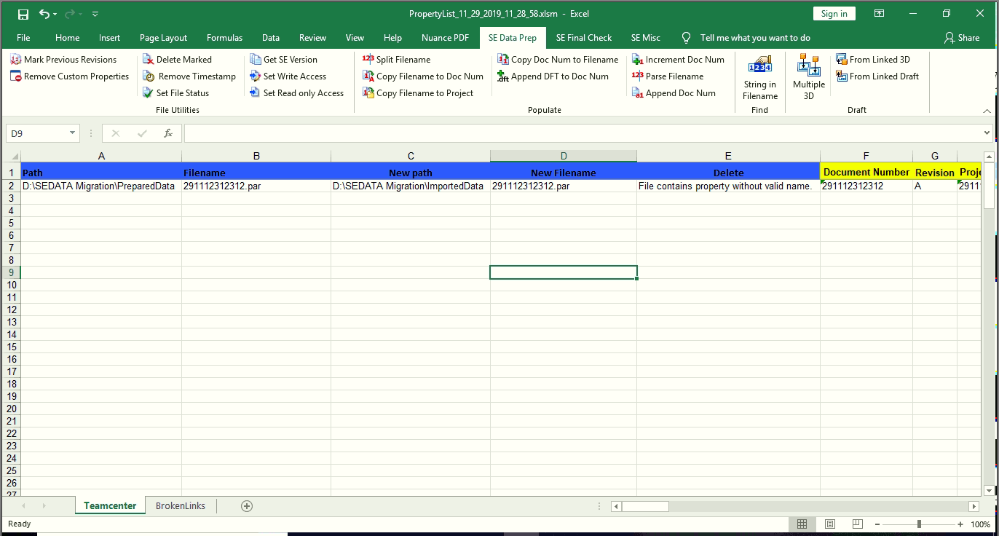 PropertyList_11_29_2019_11_28_58.xlsm - Excel
Sign in
File Home Insert Page Layout Formulas Data Review View Help Nuance PDF SE Data Prep SE Final Check SE Misc Tell me what you want to do Share
Mark Previous Revisions Delete Marked Get SE Version 123 Split Filename Copy Doc Num to Filename Increment Doc Num From Linked 3D
Remove Custom Properties Remove Timestamp Set Write Access Copy Filename to Doc Num .dft Append DFT to Doc Num 123 Parse Filename From Linked Draft
Set File Status Set Read only Access Copy Filename to Project Append Doc Num
1234
String in Filename
Multiple 3D
File Utilities Populate Find Draft
D9 fx
A B C D E F G
1 Path Filename New path New Filename Delete Document Number Revision Proje
2 D:\SEDATA Migration\PreparedData 291112312312.par D:\SEDATA Migration\ImportedData 291112312312.par File contains property without valid name. 291112312312 A 2911
3
4
5
6
7
8
9
10
11
12
13
14
15
16
17
18
19
20
21
22
23
24
25
26
27
Teamcenter BrokenLinks
Ready 100%